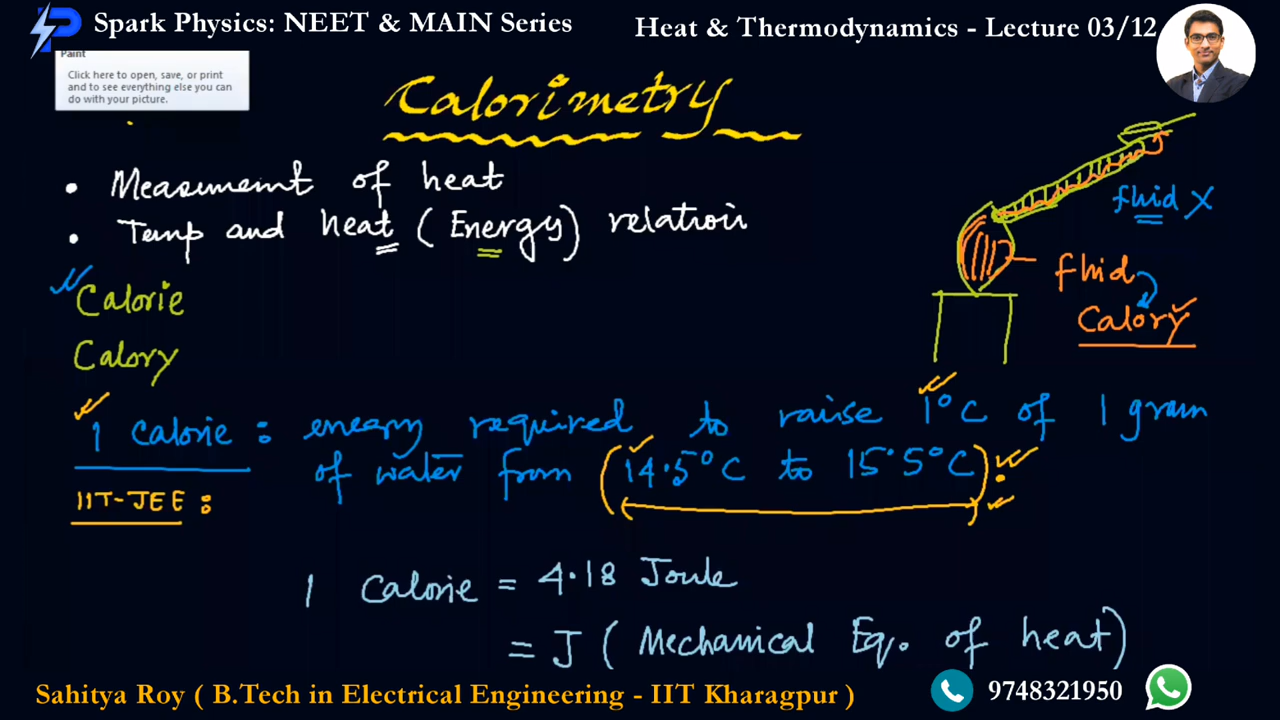 Spark Physics: NEET & MAIN Series
Heat & Thermodynamics - Lecture 03/12
Paint
Click here to open, save, or print
and to see everything else you can
do with your picture.
Calorimetry
• Measument of heat
• Temp and heat (Energy) relation
fluid X
fluid
Calory
Calorie
Calory
1 Calorie : energy required to raise 1°C of 1 gram
of water from (14.5°C to 15.5°C).
IIT-JEE :
1 Calorie = 4.18 Joule
= J (Mechanical Eq. of heat)
Sahitya Roy ( B.Tech in Electrical Engineering - IIT Kharagpur )
9748321950